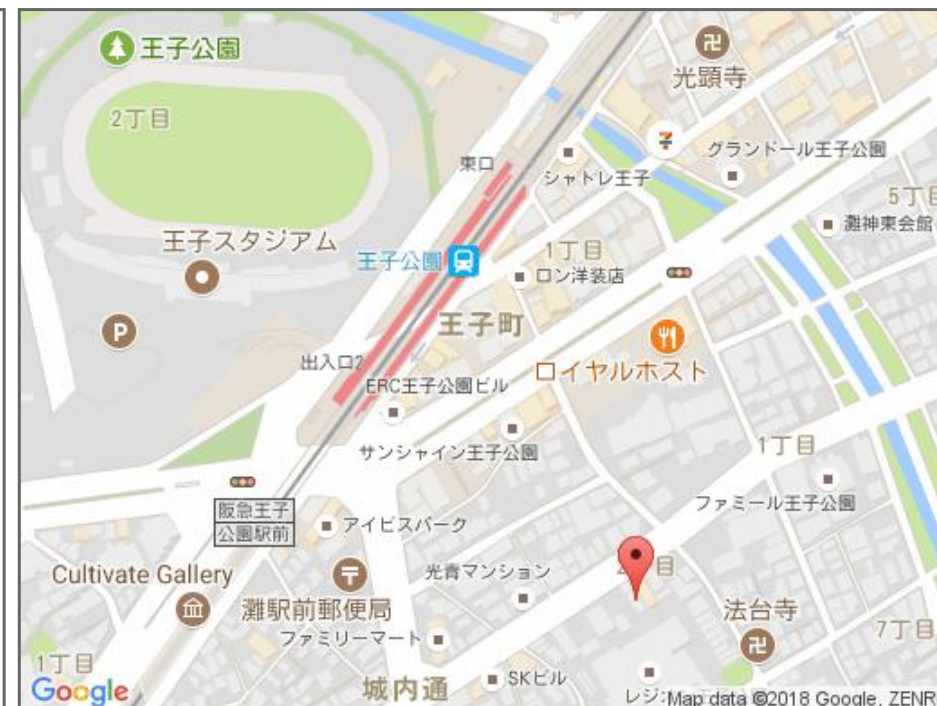 王子公園
光顕寺
2丁目
グランドール王子公園
東口
シャトレ王子
5丁目
灘神東会館
王子スタジアム
1丁目
王子公園
ロン洋装店
P
王子町
出入口2
ロイヤルホスト
ERC王子公園ビル
サンシャイン王子公園
1丁目
ファミール王子公園
阪急王子
公園駅前
アイビスパーク
Cultivate Gallery
光青マンション
灘駅前郵便局
法台寺
ファミリーマート
7丁目
1丁目
Google
城内通
SKビル
レジ
Map data ©2018 Google, ZENR